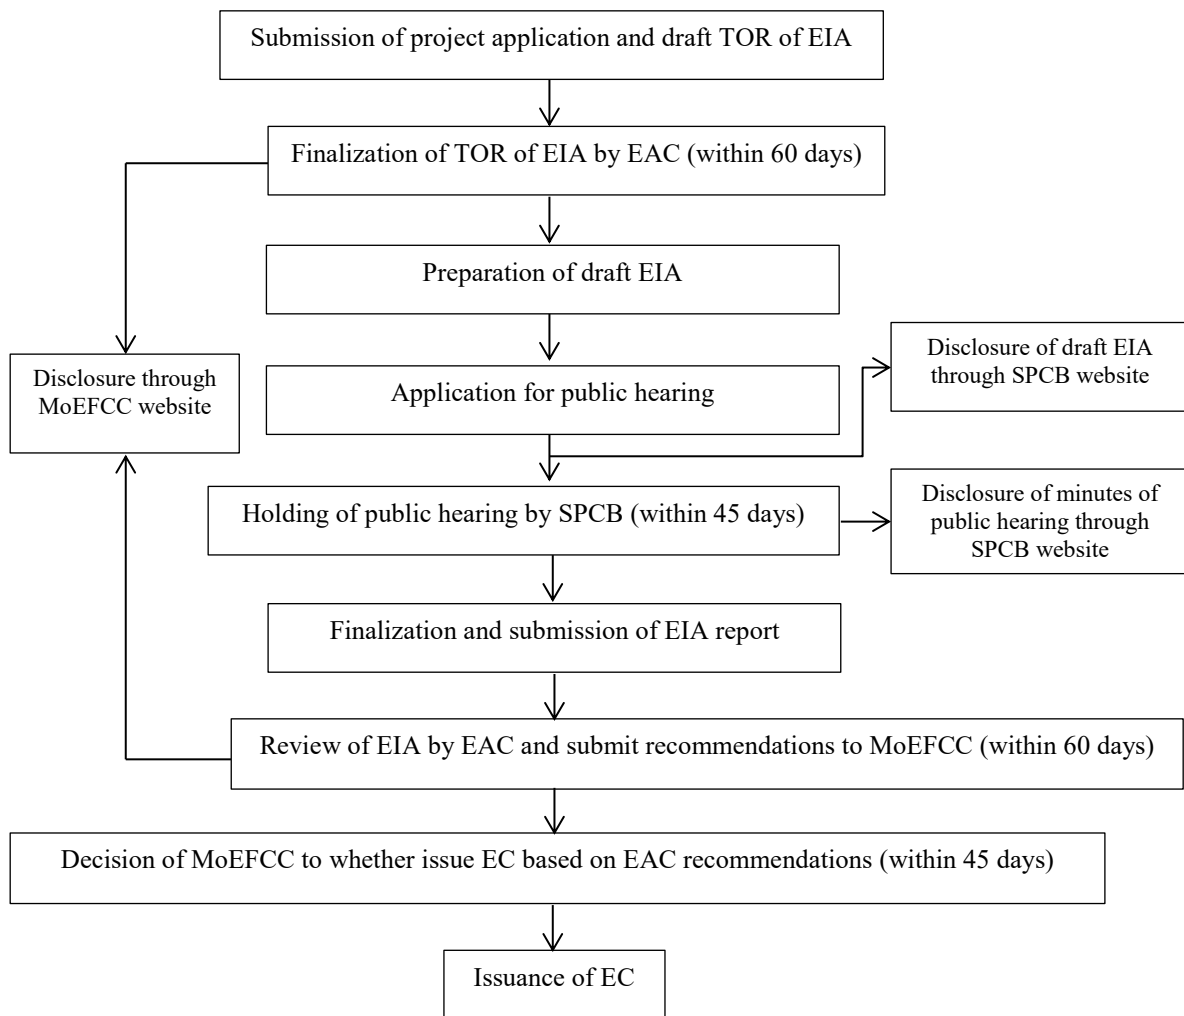 Submission of project application and draft TOR of EIA
Finalization of TOR of EIA by EAC (within 60 days)
Preparation of draft EIA
Disclosure of draft EIA
through SPCB website
Disclosure through
MoEFCC website
Application for public hearing
Holding of public hearing by SPCB (within 45 days)
Disclosure of minutes of
public hearing through
SPCB website
Finalization and submission of EIA report
Review of EIA by EAC and submit recommendations to MoEFCC (within 60 days)
Decision of MoEFCC to whether issue EC based on EAC recommendations (within 45 days)
Issuance of EC